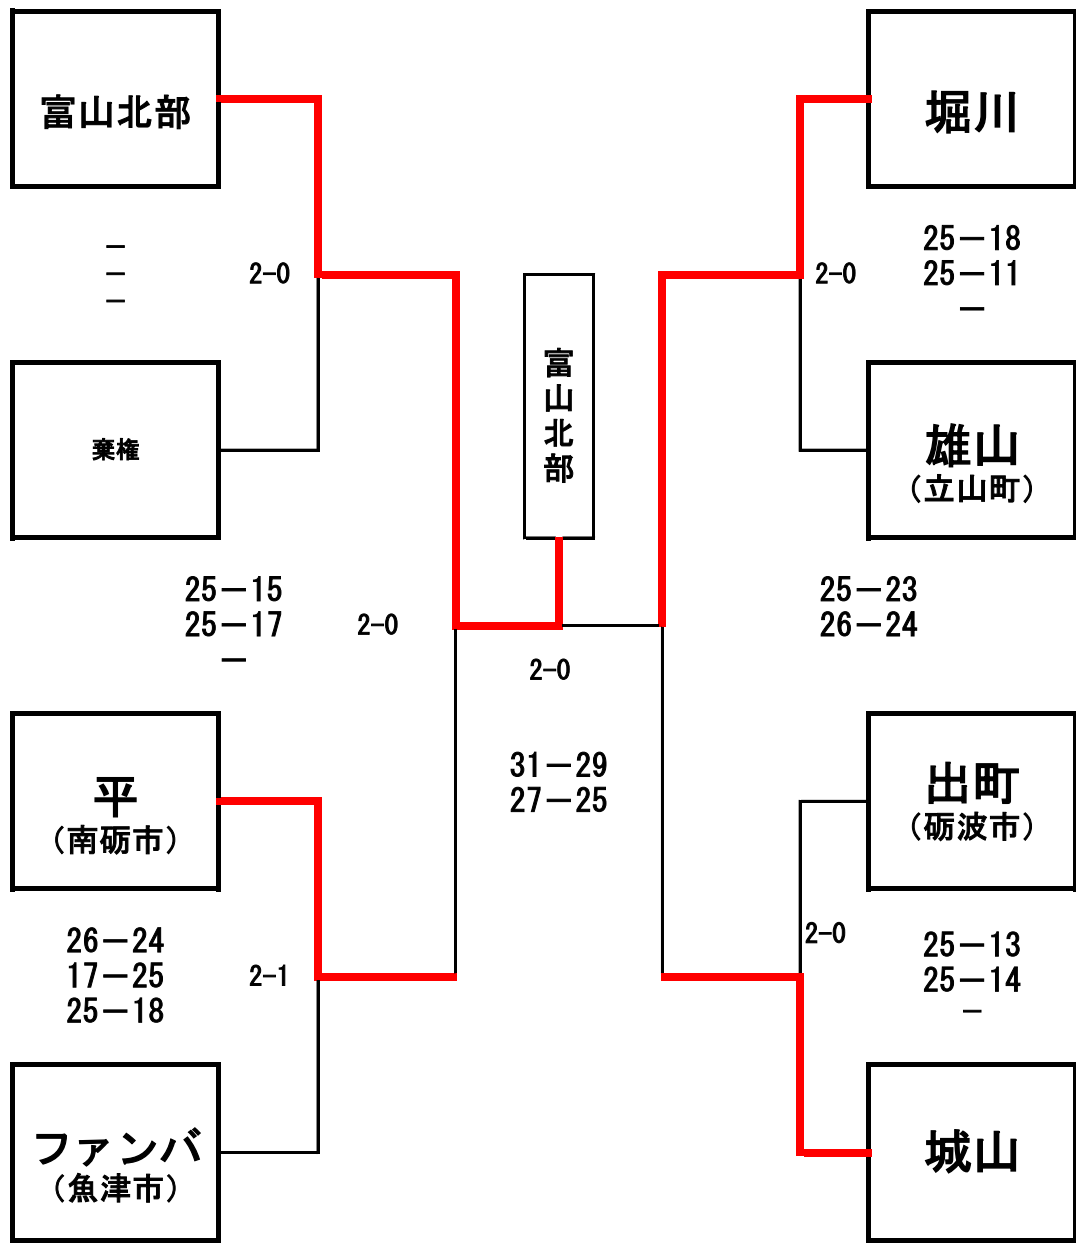 富山北部
堀川
－
－
－
2-0
2-0
25－18
25－11
－
富山北部
棄権
雄山
（立山町）
25－15
25－17
－
2-0
25－23
26－24
2-0
31－29
27－25
平
（南砺市）
出町
（砺波市）
26－24
17－25
25－18
2-1
2-0
25－13
25－14
－
ファンバ
（魚津市）
城山